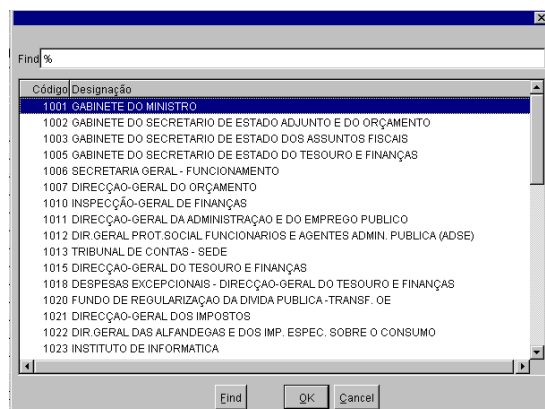 Find %
Código Designação
1001 GABINETE DO MINISTRO
1002 GABINETE DO SECRETARIO DE ESTADO ADJUNTO E DO ORÇAMENTO
1003 GABINETE DO SECRETARIO DE ESTADO DOS ASSUNTOS FISCAIS
1005 GABINETE DO SECRETARIO DE ESTADO DO TESOURO E FINANÇAS
1006 SECRETARIA GERAL - FUNCIONAMENTO
1007 DIRECÇAO-GERAL DO ORÇAMENTO
1010 INSPECÇÃO-GERAL DE FINANÇAS
1011 DIRECÇAO-GERAL DA ADMINISTRAÇAO E DO EMPREGO PUBLICO
1012 DIR.GERAL PROT.SOCIAL FUNCIONARIOS E AGENTES ADMIN. PUBLICA (ADSE)
1013 TRIBUNAL DE CONTAS - SEDE
1015 DIRECÇAO-GERAL DO TESOURO E FINANÇAS
1018 DESPESAS EXCEPCIONAIS - DIRECÇAO-GERAL DO TESOURO E FINANÇAS
1020 FUNDO DE REGULARIZAÇAO DA DIVIDA PUBLICA -TRANSF. OE
1021 DIRECÇAO-GERAL DOS IMPOSTOS
1022 DIR.GERAL DAS ALFANDEGAS E DOS IMP. ESPEC. SOBRE O CONSUMO
1023 INSTITUTO DE INFORMATICA
Find OK Cancel